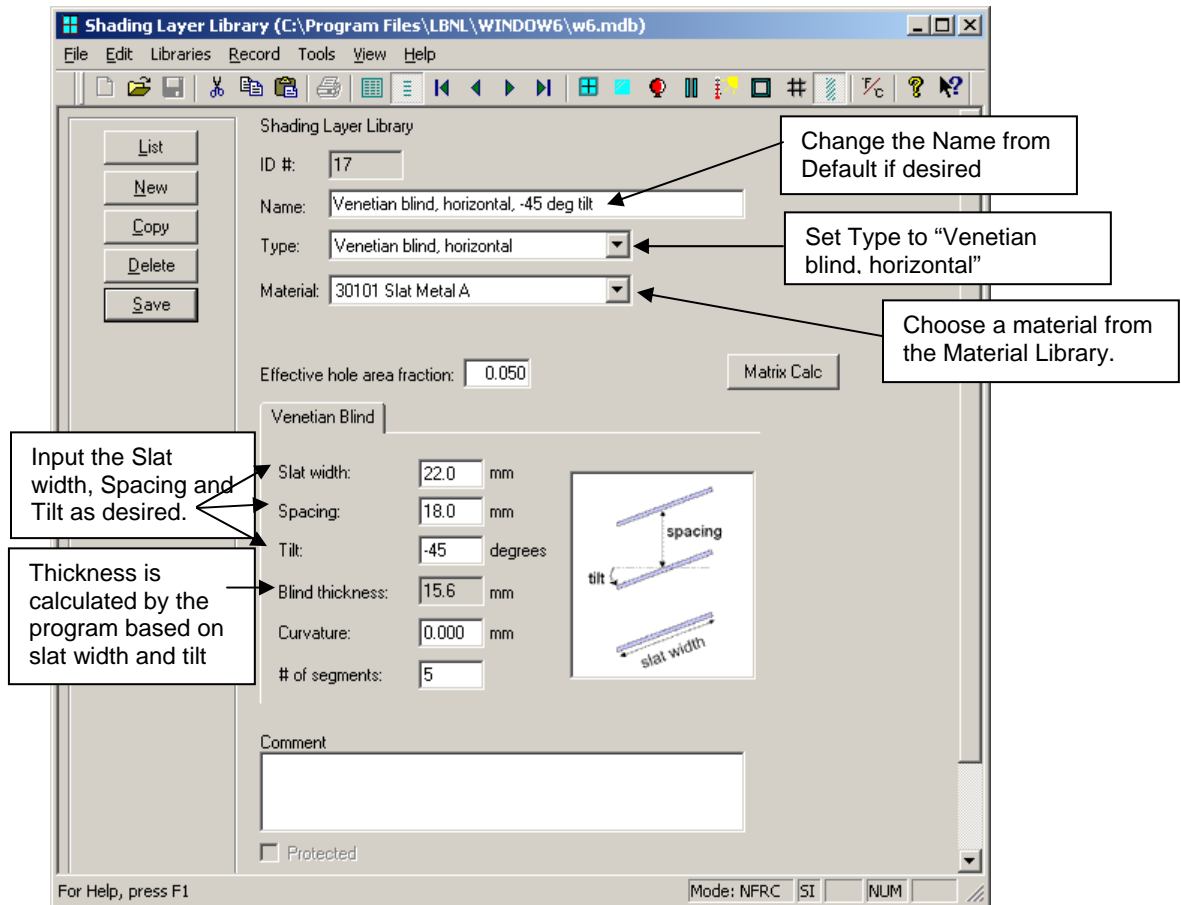 Shading Layer Library (C:\Program Files\LBNL\WINDOW6\w6.mdb)
File Edit Libraries Record Tools View Help
°F/C
Shading Layer Library
List
New
Copy
Delete
Save
ID #: 17
Name: Venetian blind, horizontal, -45 deg tilt
Type: Venetian blind, horizontal
Material: 30101 Slat Metal A
Change the Name from
Default if desired
Set Type to “Venetian
blind, horizontal”
Choose a material from
the Material Library.
Effective hole area fraction: 0.050
Matrix Calc
Venetian Blind
Input the Slat
width, Spacing and
Tilt as desired.
Thickness is
calculated by the
program based on
slat width and tilt
Slat width: 22.0 mm
Spacing: 18.0 mm
Tilt: -45 degrees
Blind thickness: 15.6 mm
Curvature: 0.000 mm
# of segments: 5
spacing
tilt
slat width
Comment
Protected
For Help, press F1
Mode: NFRC SI NUM